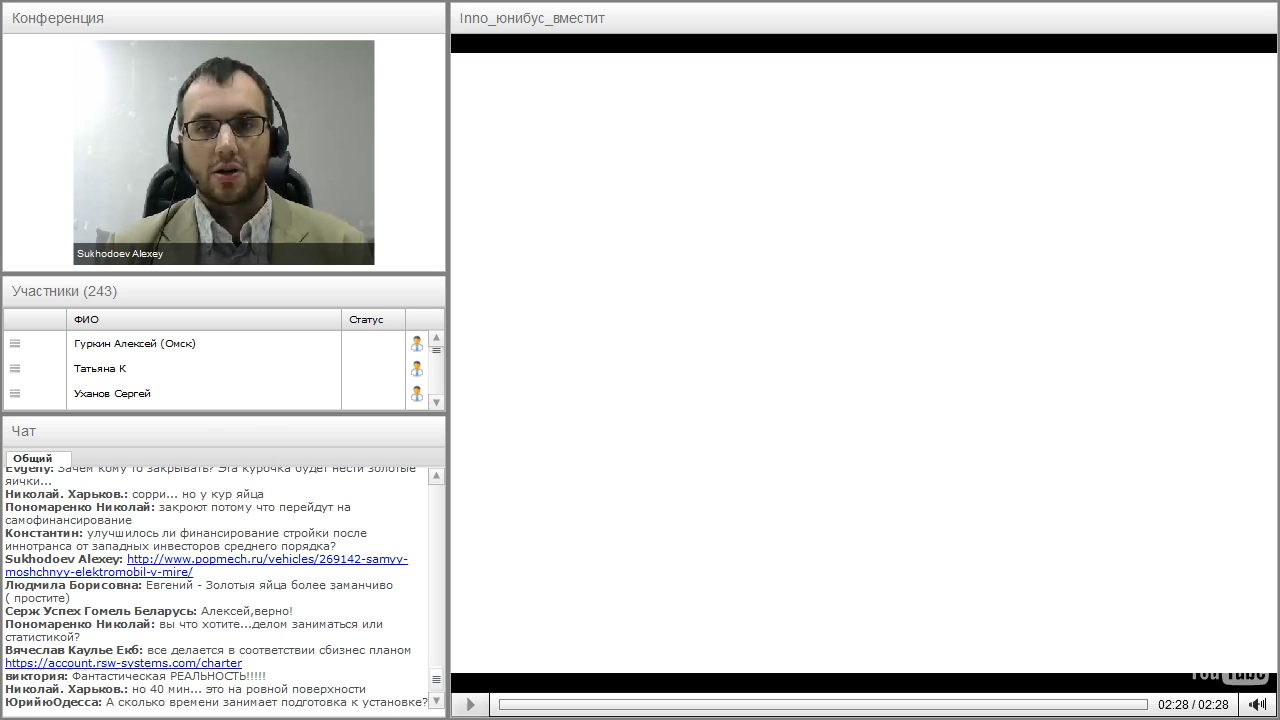 Конференция
Inno_юнибус_вместит
Sukhodoev Alexey
Участники (243)
ФИО
Статус
Гуркин Алексей (Омск)
Татьяна К
Уханов Сергей
Чат
Общий
Evgeny: Зачем кому то закрывать? Эта курочка будет нести золотые
яички...
Николай. Харьков.: сорри... но у кур яйца
Пономаренко Николай: закроют потому что перейдут на
самофинансирование
Константин: улучшилось ли финансирование стройки после
иннотранса от западных инвесторов среднего порядка?
Sukhodoev Alexey: http://www.popmech.ru/vehicles/269142-samyy-
moshchnyy-elektromobil-v-mire/
Людмила Борисовна: Евгений - Золотыя яйца более заманчиво
( простите)
Серж Успех Гомель Беларусь: Алексей,верно!
Пономаренко Николай: вы что хотите...делом заниматься или
статистикой?
Вячеслав Каулье Екб: все делается в соответствии сбизнес планом
https://account.rsw-systems.com/charter
виктория: Фантастическая РЕАЛЬНОСТЬ!!!!!
Николай. Харьков.: но 40 мин... это на ровной поверхности
ЮрийюОдесса: А сколько времени занимает подготовка к установке?
YouTube
02:28 / 02:28